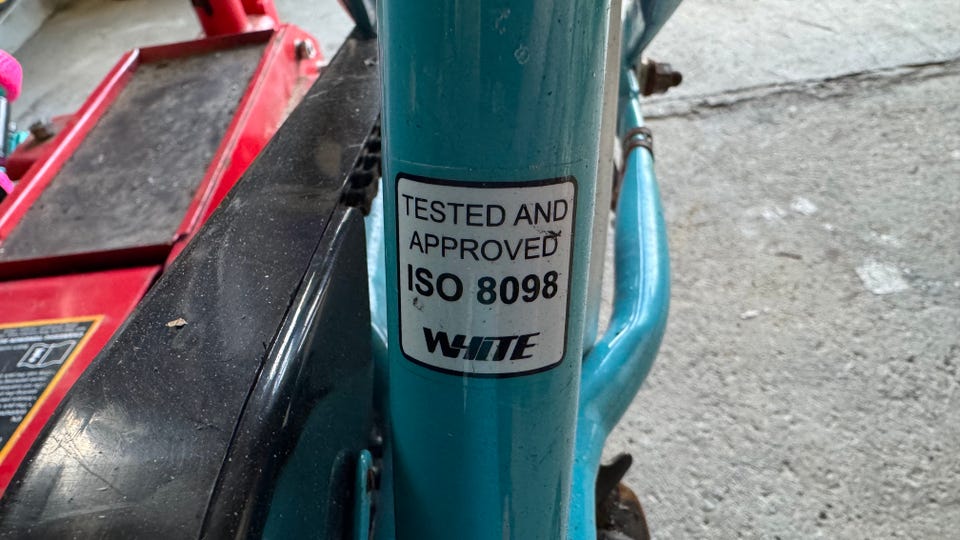 TESTED AND
APPROVED
ISO 8098
WHITE